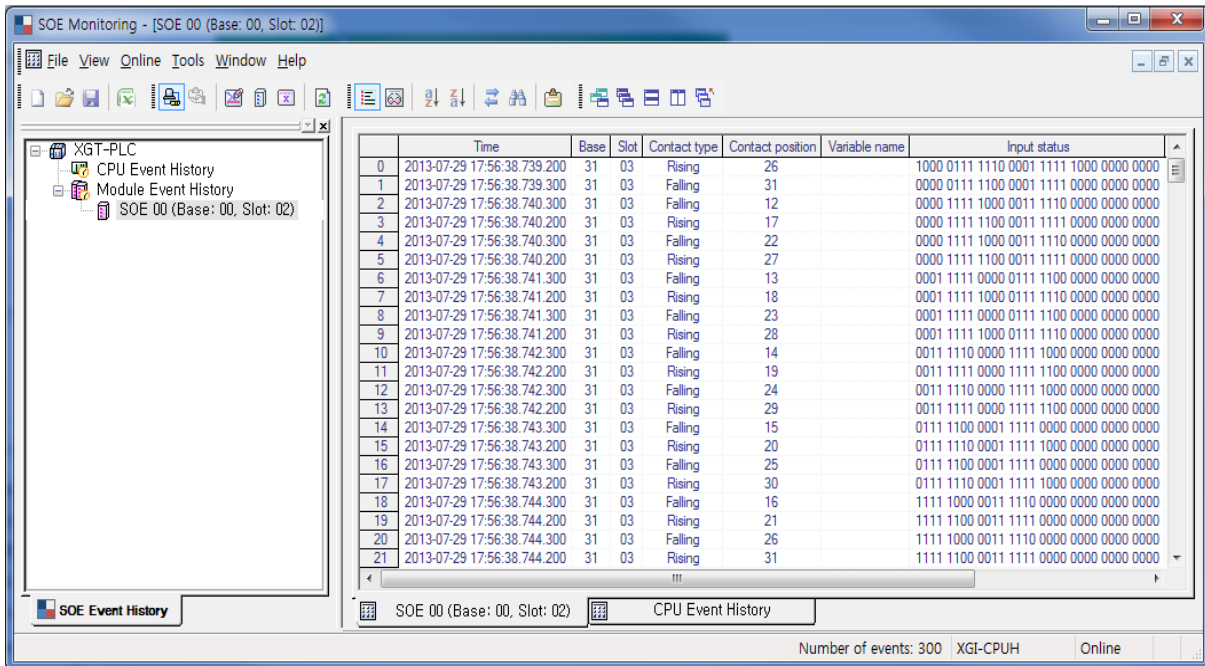 SOE Monitoring - [SOE 00 (Base: 00, Slot: 02)]
File View Online Tools Window Help
XGT-PLC
CPU Event History
Module Event History
SOE 00 (Base: 00, Slot: 02)
SOE Event History
Time Base Slot Contact type Contact position Variable name Input status
0 2013-07-29 17:56:38.739.200 31 03 Rising 26 1000 0111 1110 0001 1111 1000 0000 0000
1 2013-07-29 17:56:38.739.300 31 03 Falling 31 0000 0111 1100 0001 1111 0000 0000 0000
2 2013-07-29 17:56:38.740.300 31 03 Falling 12 0000 1111 1000 0011 1110 0000 0000 0000
3 2013-07-29 17:56:38.740.200 31 03 Rising 17 0000 1111 1100 0011 1111 0000 0000 0000
4 2013-07-29 17:56:38.740.300 31 03 Falling 22 0000 1111 1000 0011 1110 0000 0000 0000
5 2013-07-29 17:56:38.740.200 31 03 Rising 27 0000 1111 1100 0011 1111 0000 0000 0000
6 2013-07-29 17:56:38.741.300 31 03 Falling 13 0001 1111 0000 0111 1100 0000 0000 0000
7 2013-07-29 17:56:38.741.200 31 03 Rising 18 0001 1111 1000 0111 1110 0000 0000 0000
8 2013-07-29 17:56:38.741.300 31 03 Falling 23 0001 1111 0000 0111 1100 0000 0000 0000
9 2013-07-29 17:56:38.741.200 31 03 Rising 28 0001 1111 1000 0111 1110 0000 0000 0000
10 2013-07-29 17:56:38.742.300 31 03 Falling 14 0011 1110 0000 1111 1000 0000 0000 0000
11 2013-07-29 17:56:38.742.200 31 03 Rising 19 0011 1111 0000 1111 1100 0000 0000 0000
12 2013-07-29 17:56:38.742.300 31 03 Falling 24 0011 1110 0000 1111 1000 0000 0000 0000
13 2013-07-29 17:56:38.742.200 31 03 Rising 29 0011 1111 0000 1111 1100 0000 0000 0000
14 2013-07-29 17:56:38.743.300 31 03 Falling 15 0111 1100 0001 1111 0000 0000 0000 0000
15 2013-07-29 17:56:38.743.200 31 03 Rising 20 0111 1110 0001 1111 1000 0000 0000 0000
16 2013-07-29 17:56:38.743.300 31 03 Falling 25 0111 1100 0001 1111 0000 0000 0000 0000
17 2013-07-29 17:56:38.743.200 31 03 Rising 30 0111 1110 0001 1111 1000 0000 0000 0000
18 2013-07-29 17:56:38.744.300 31 03 Falling 16 1111 1000 0011 1110 0000 0000 0000 0000
19 2013-07-29 17:56:38.744.200 31 03 Rising 21 1111 1100 0011 1111 0000 0000 0000 0000
20 2013-07-29 17:56:38.744.300 31 03 Falling 26 1111 1000 0011 1110 0000 0000 0000 0000
21 2013-07-29 17:56:38.744.200 31 03 Rising 31 1111 1100 0011 1111 0000 0000 0000 0000
SOE 00 (Base: 00, Slot: 02) CPU Event History
Number of events: 300 XGI-CPUH Online